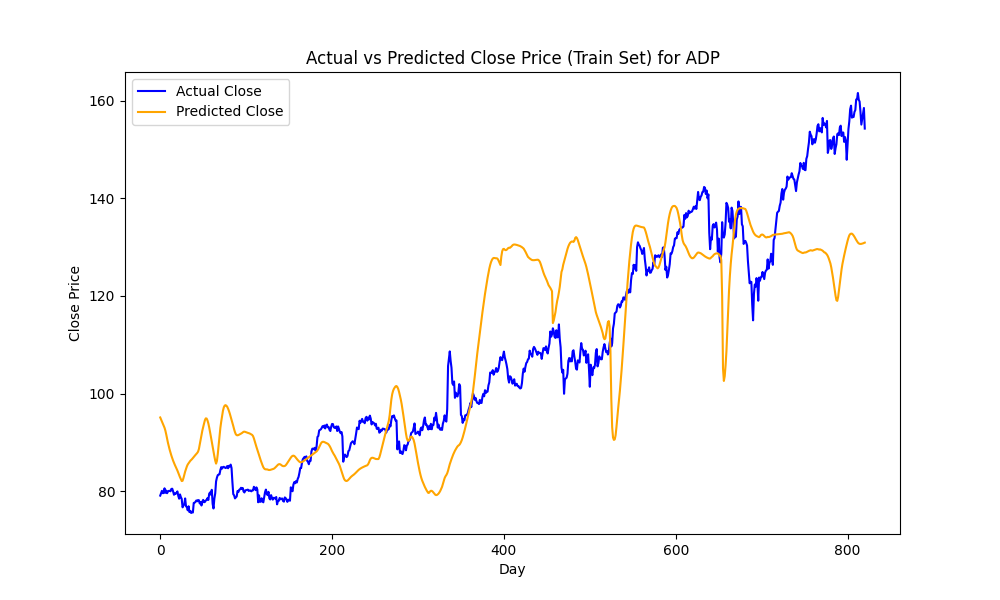 Actual vs Predicted Close Price (Train Set) for ADP
Actual Close
Predicted Close
Close Price
160
140
120
100
80
0
200
400
600
800
Day